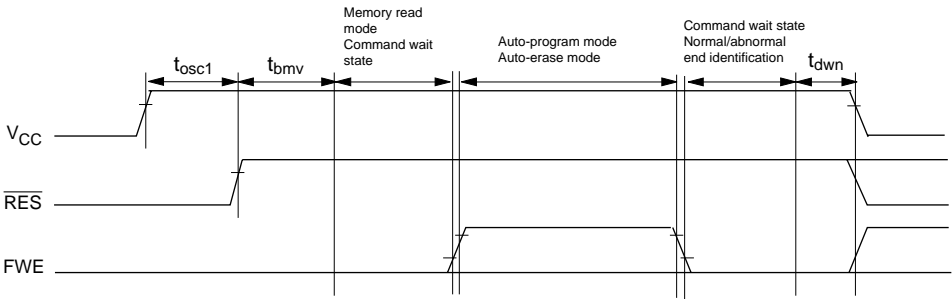 Memory read
mode
Command wait
state
Auto-program mode
Auto-erase mode
Command wait state
Normal/abnormal
end identification
tosc1
tbmv
tdwn
VCC
RES
FWE